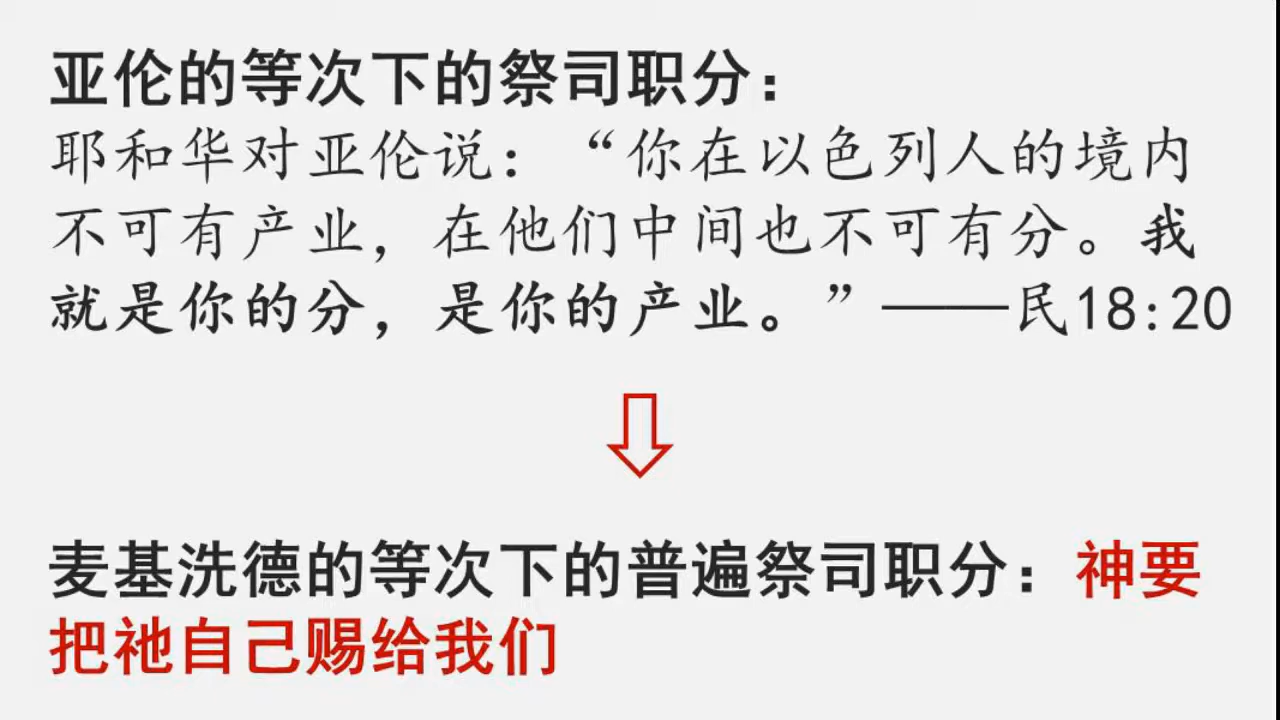 亚伦的等次下的祭司职分：
耶和华对亚伦说：“你在以色列人的境内
不可有产业，在他们中间也不可有分。我
就是你的分，是你的产业。”——民18:20
麦基洗德的等次下的普遍祭司职分：神要
把祂自己赐给我们